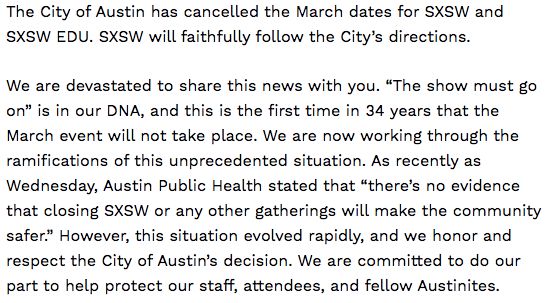 The City of Austin has cancelled the March dates for SXSW and
SXSW EDU. SXSW will faithfully follow the City’s directions.
We are devastated to share this news with you. “The show must go
on” is in our DNA, and this is the first time in 34 years that the
March event will not take place. We are now working through the
ramifications of this unprecedented situation. As recently as
Wednesday, Austin Public Health stated that “there’s no evidence
that closing SXSW or any other gatherings will make the community
safer.” However, this situation evolved rapidly, and we honor and
respect the City of Austin’s decision. We are committed to do our
part to help protect our staff, attendees, and fellow Austinites.